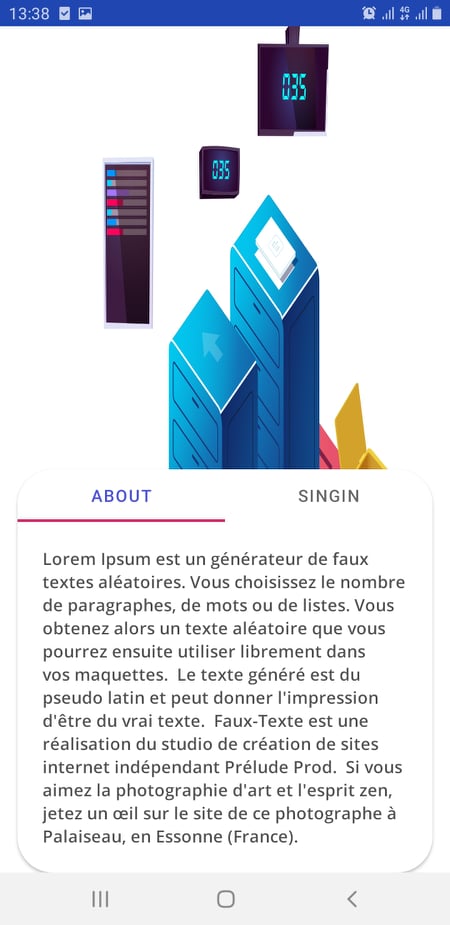 13:38
4G
035
035
ABOUT
SINGIN
Lorem Ipsum est un générateur de faux
textes aléatoires. Vous choisissez le nombre
de paragraphes, de mots ou de listes. Vous
obtenez alors un texte aléatoire que vous
pourrez ensuite utiliser librement dans
vos maquettes.  Le texte généré est du
pseudo latin et peut donner l'impression
d'être du vrai texte.  Faux-Texte est une
réalisation du studio de création de sites
internet indépendant Prélude Prod.  Si vous
aimez la photographie d'art et l'esprit zen,
jetez un œil sur le site de ce photographe à
Palaiseau, en Essonne (France).